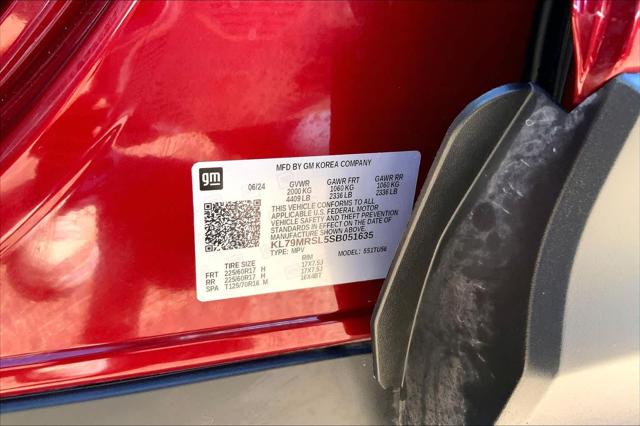 gm
MFD BY GM KOREA COMPANY
06/24 GVWR GAWR FRT GAWR RR
2000 KG 1060 KG 1060 KG
4409 LB 2336 LB 2336 LB
THIS VEHICLE CONFORMS TO ALL
APPLICABLE U.S. FEDERAL MOTOR
VEHICLE SAFETY AND THEFT PREVENTION
STANDARDS IN EFFECT ON THE DATE OF
MANUFACTURE SHOWN ABOVE.
KL79MRSL5SB051635
TYPE: MPV MODEL: 5S1TU56
TIRE SIZE RIM
FRT 225/60R17 H 17X7.5J
RR 225/60R17 H 17X7.5J
SPA T125/70R16 M 16X4BT